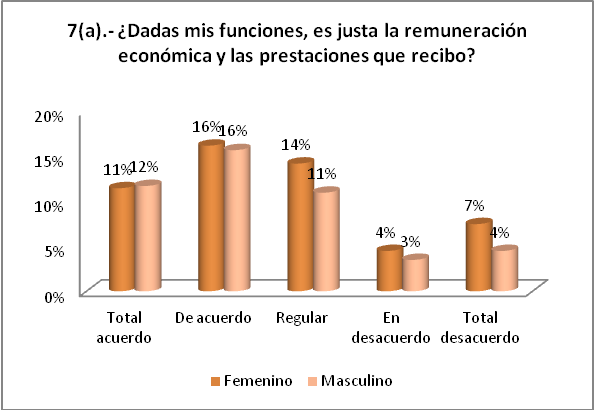 7(a).- ¿Dadas mis funciones, es justa la remuneración
económica y las prestaciones que recibo?
20%
15%
10%
5%
0%
11%
12%
16%
16%
14%
11%
4%
3%
7%
4%
Total
acuerdo
De acuerdo
Regular
En
desacuerdo
Total
desacuerdo
Femenino
Masculino